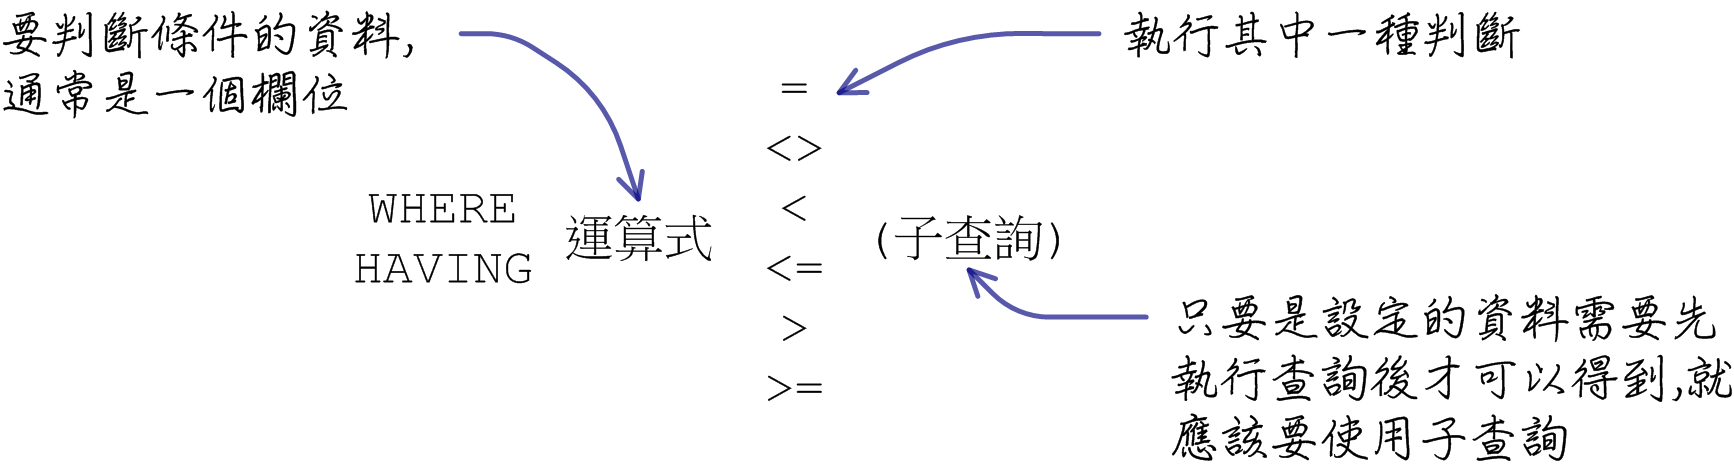 要判斷條件的資料,
通常是一個欄位
執行其中一種判斷
WHERE
HAVING
運算式
=
<>
<
<=
>
>=
(子查詢)
只要是設定的資料需要先
執行查詢後才可以得到,就
應該要使用子查詢